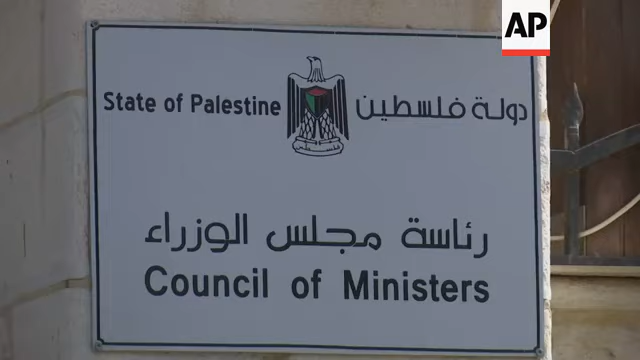 AP
State of Palestine دولة فلسطين
رئاسة مجلس الوزراء
Council of Ministers